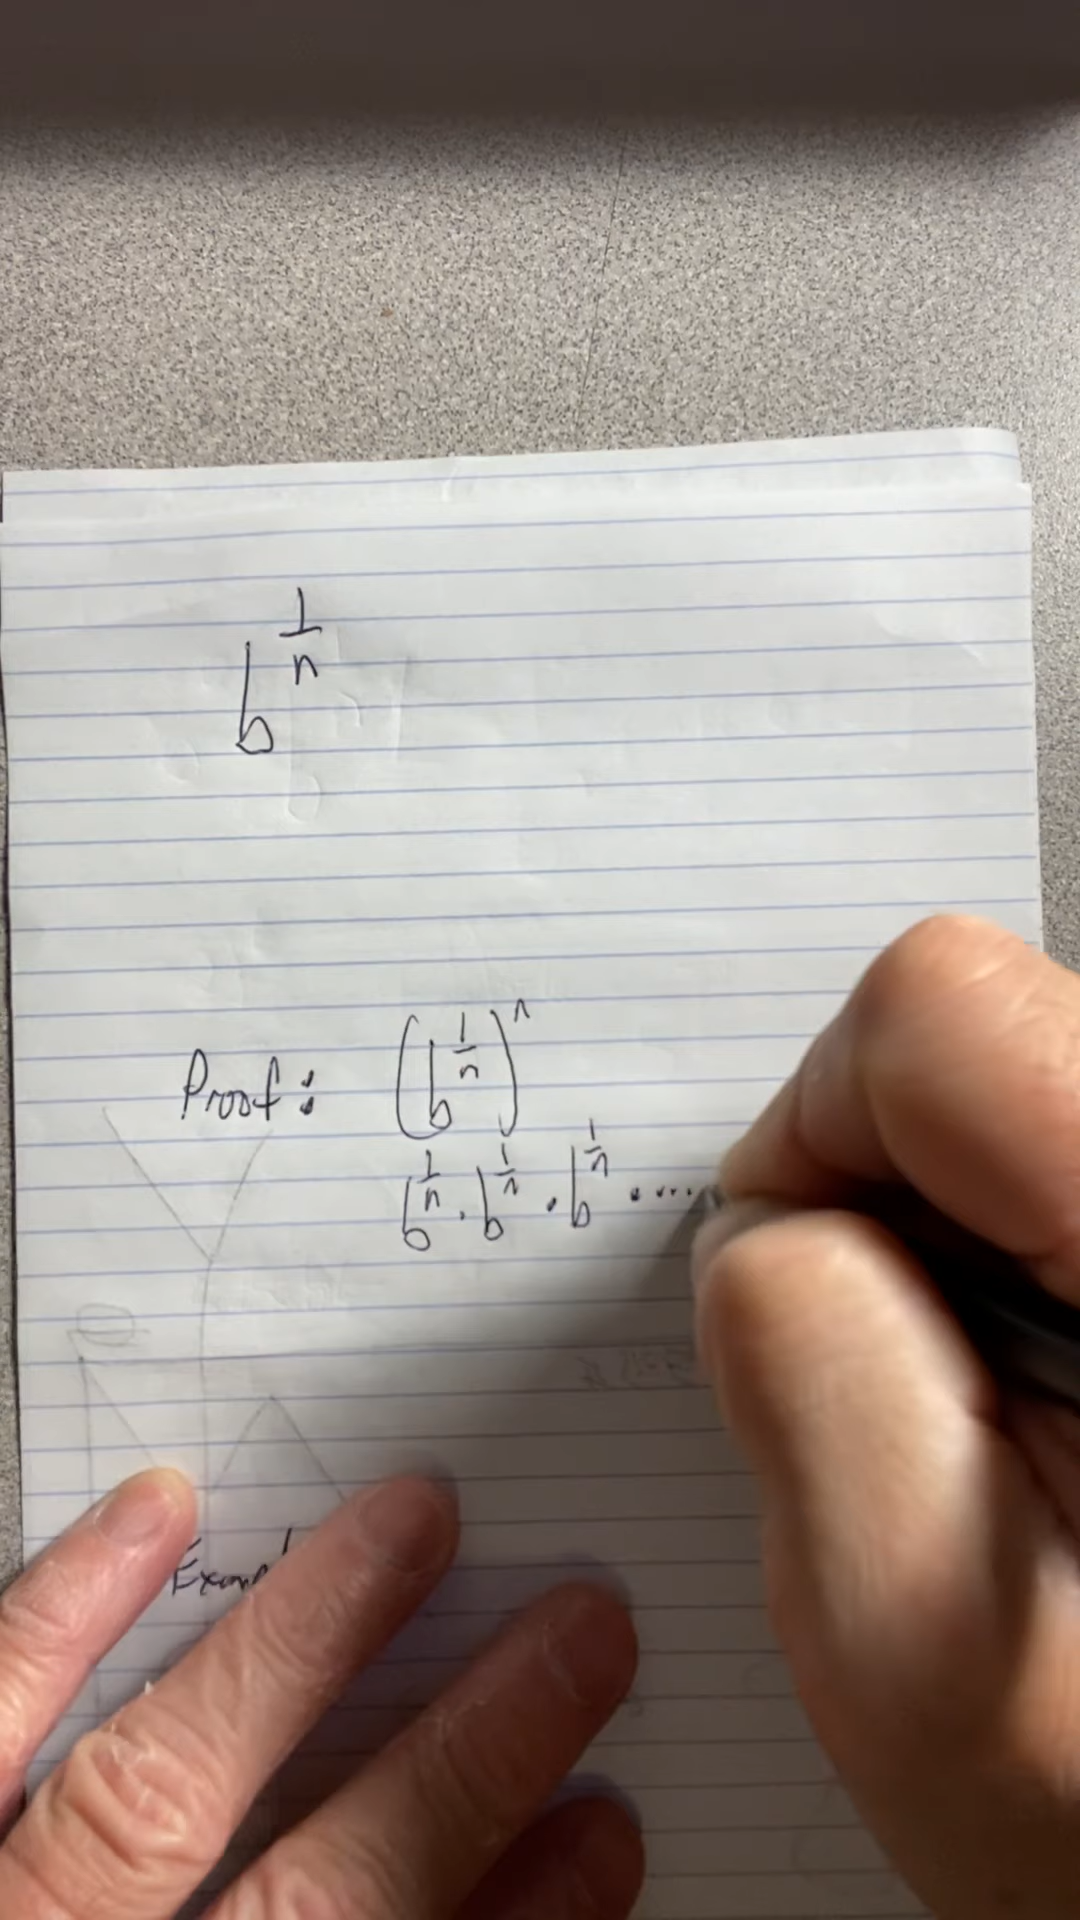 b^(1/n)
Proof: (b^(1/n))^n
b^(1/n) · b^(1/n) · b^(1/n) · ....